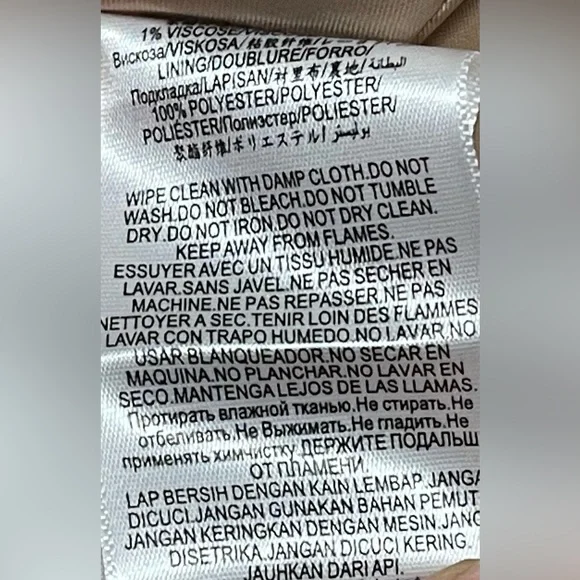 1% VISCOSE/
Вискоза/VISKOSA/粘胶纤维/
LINING/DOUBLURE/FORRO/
Подкладка/LAPISAN/衬里布/裏地/البطانة/
100% POLYESTER/POLYESTER/
POLIÉSTER/Полиэстер/POLIESTER/
聚酯纤维/ポリエステル/بوليستر
WIPE CLEAN WITH DAMP CLOTH.DO NOT
WASH.DO NOT BLEACH.DO NOT TUMBLE
DRY.DO NOT IRON.DO NOT DRY CLEAN.
KEEP AWAY FROM FLAMES.
ESSUYER AVEC UN TISSU HUMIDE.NE PAS
LAVAR.SANS JAVEL.NE PAS SECHER EN
MACHINE.NE PAS REPASSER.NE PAS
NETTOYER A SEC.TENIR LOIN DES FLAMMES
LAVAR CON TRAPO HUMEDO.NO LAVAR.NO
USAR BLANQUEADOR.NO SECAR EN
MAQUINA.NO PLANCHAR.NO LAVAR EN
SECO.MANTENGA LEJOS DE LAS LLAMAS.
Протирать влажной тканью.Не стирать.Не
отбеливать.Не Выжимать.Не гладить.Не
применять химчистку.ДЕРЖИТЕ ПОДАЛЬШ
ОТ ПЛАМЕНИ.
LAP BERSIH DENGAN KAIN LEMBAP.JANGA
DICUCI.JANGAN GUNAKAN BAHAN PEMUT
JANGAN KERINGKAN DENGAN MESIN.JANG
DISETRIKA.JANGAN DICUCI KERING.
JAUHKAN DARI API.